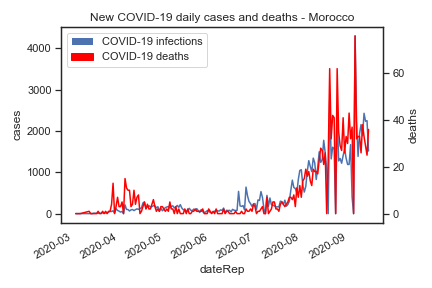 New COVID-19 daily cases and deaths - Morocco
COVID-19 infections
COVID-19 deaths
4000
3000
2000
1000
0
cases
60
40
20
0
deaths
2020-03
2020-04
2020-05
2020-06
2020-07
2020-08
2020-09
dateRep